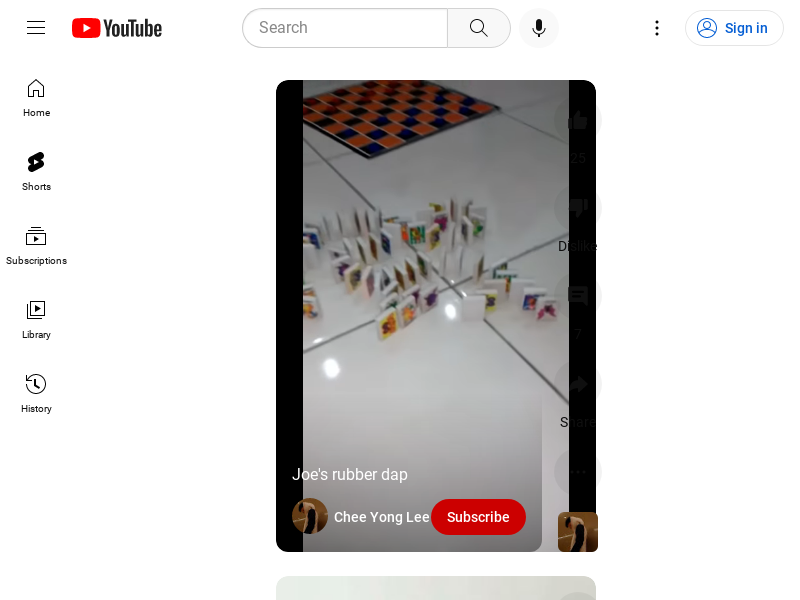 YouTube
Search
Sign in
Home
Shorts
Subscriptions
Library
History
25
Dislike
7
Share
Joe's rubber dap
Chee Yong Lee
Subscribe